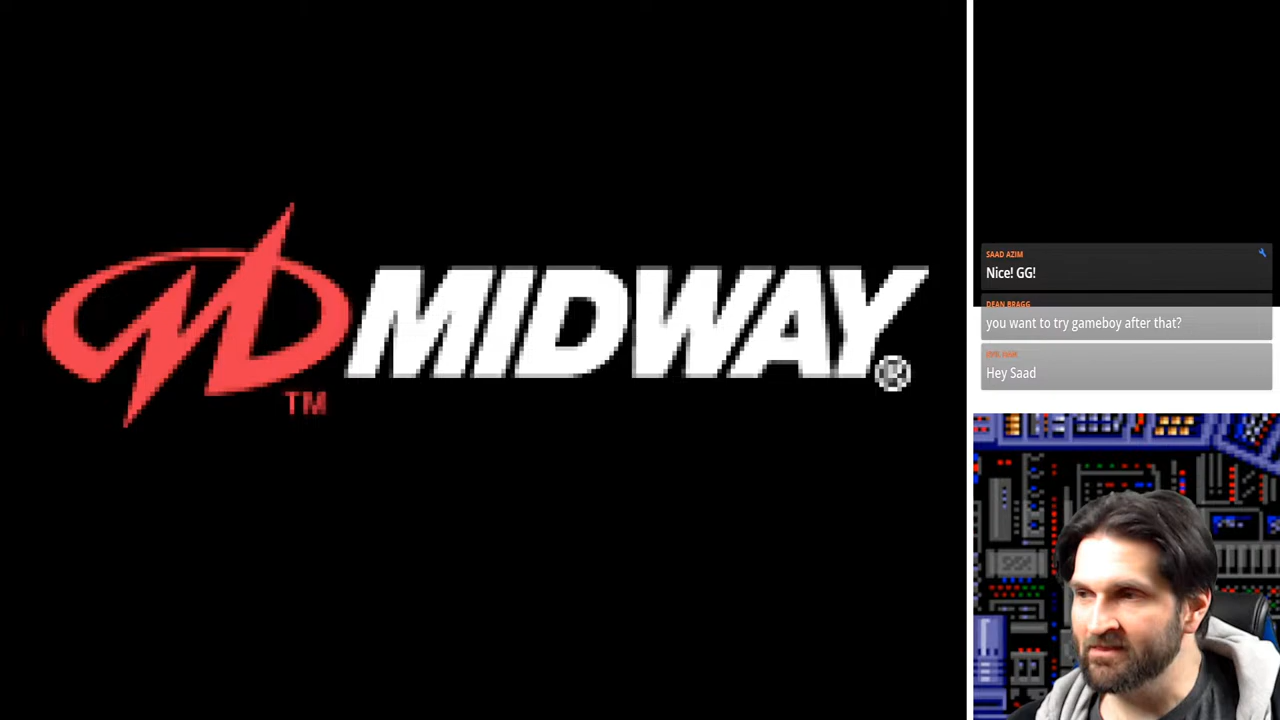 MIDWAY®
TM
SAAD AZIM
Nice! GG!
DEAN BRAGG
you want to try gameboy after that?
Hey Saad